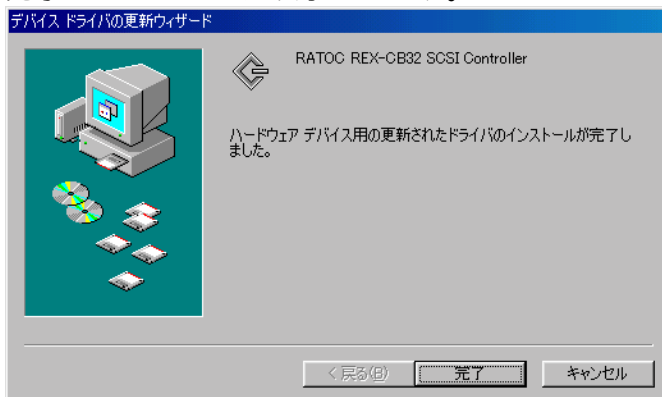 デバイス ドライバの更新ウィザード
RATOC REX-CB32 SCSI Controller
ハードウェア デバイス用の更新されたドライバのインストールが完了し
ました。
< 戻る(B)
完了
キャンセル